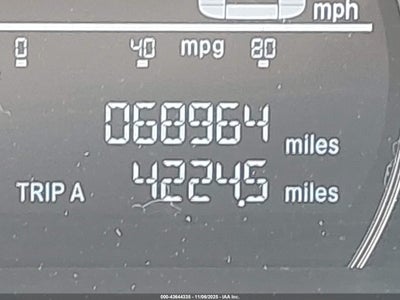 mph
0 40 mpg 80
068964 miles
TRIP A 4224.5 miles
000-43644335 - 11/06/2025 - IAA Inc.